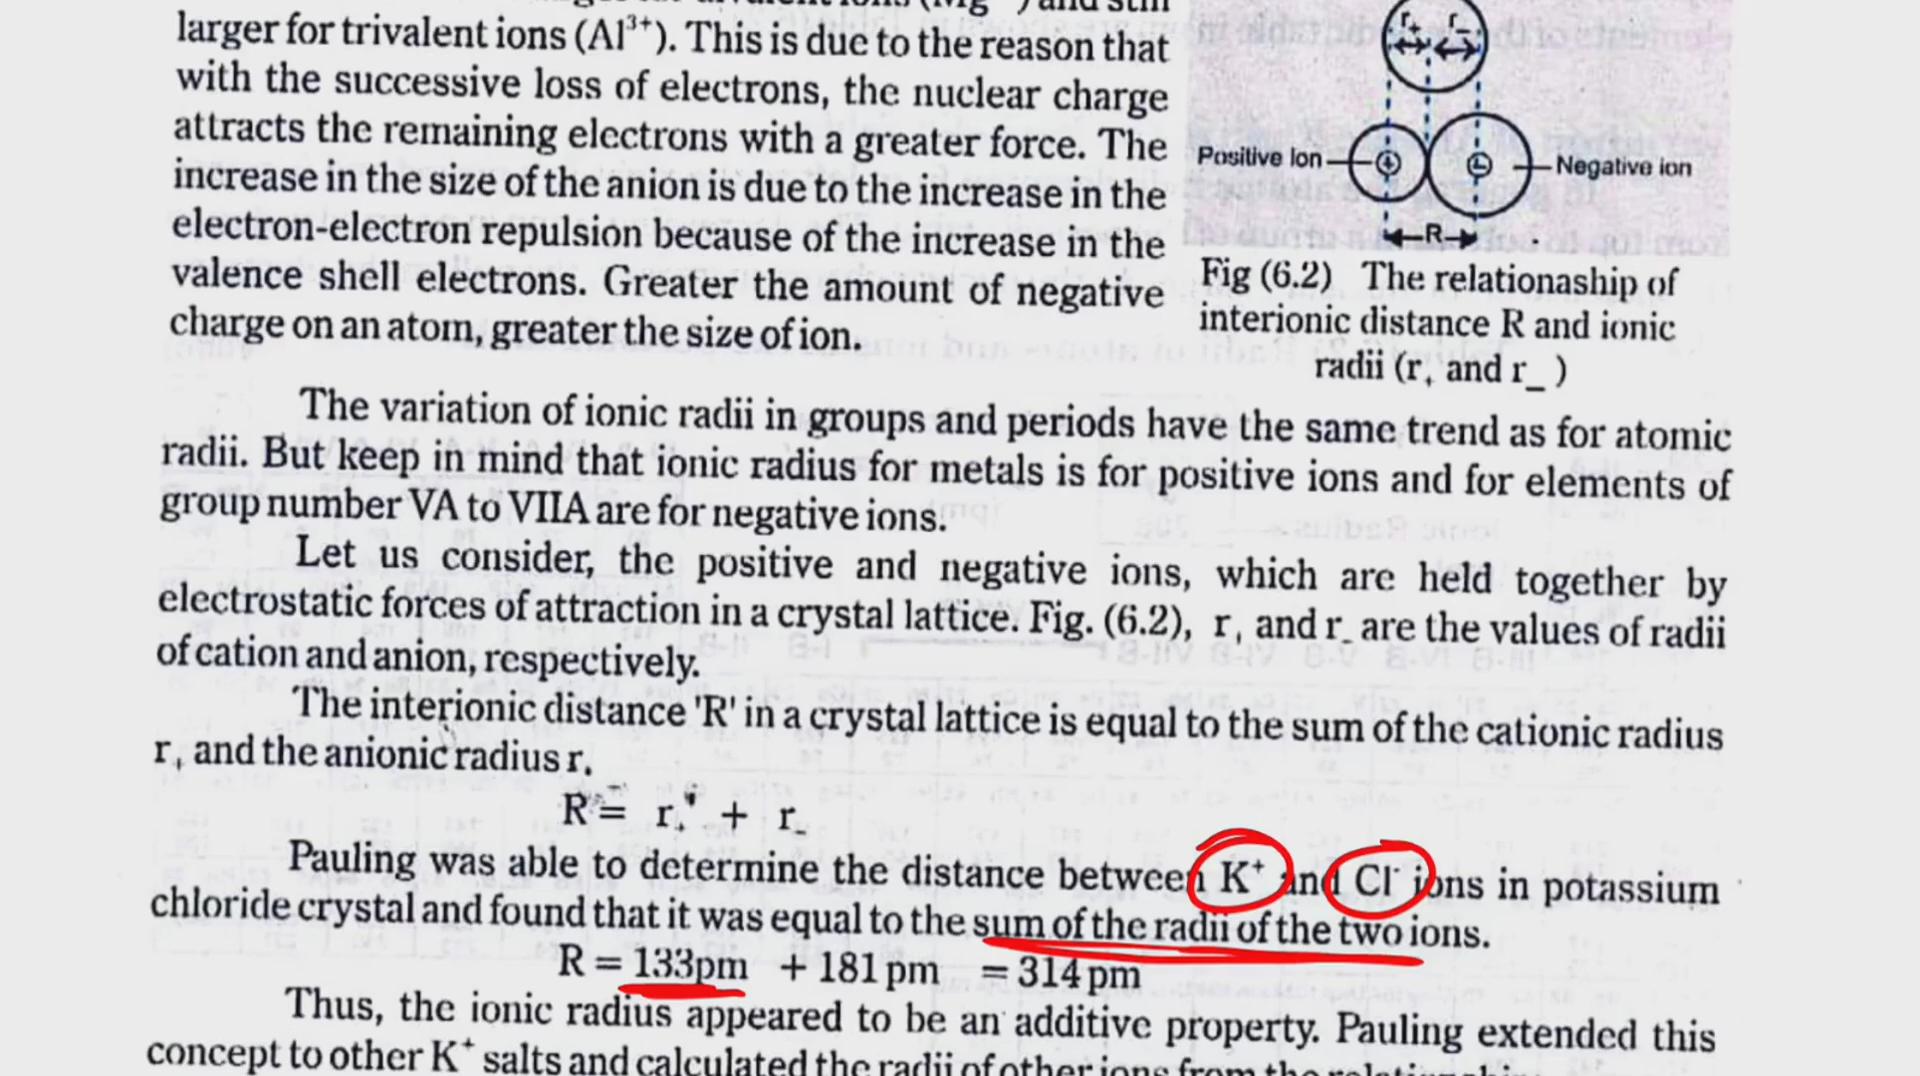 larger for trivalent ions (Al³⁺). This is due to the reason that
with the successive loss of electrons, the nuclear charge
attracts the remaining electrons with a greater force. The
increase in the size of the anion is due to the increase in the
electron-electron repulsion because of the increase in the
valence shell electrons. Greater the amount of negative
charge on an atom, greater the size of ion.
r₊ r₋
Positive Ion
+
−
Negative ion
R
Fig (6.2) The relationaship of
interionic distance R and ionic
radii (r₊ and r₋)
The variation of ionic radii in groups and periods have the same trend as for atomic
radii. But keep in mind that ionic radius for metals is for positive ions and for elements of
group number VA to VIIA are for negative ions.
Let us consider, the positive and negative ions, which are held together by
electrostatic forces of attraction in a crystal lattice. Fig. (6.2), r₊ and r₋ are the values of radii
of cation and anion, respectively.
The interionic distance 'R' in a crystal lattice is equal to the sum of the cationic radius
r₊ and the anionic radius r.
R = r₊ + r₋
Pauling was able to determine the distance between K⁺ and Cl⁻ ions in potassium
chloride crystal and found that it was equal to the sum of the radii of the two ions.
R = 133pm + 181 pm = 314 pm
Thus, the ionic radius appeared to be an additive property. Pauling extended this
concept to other K⁺ salts and calculated the radii of other ions from the